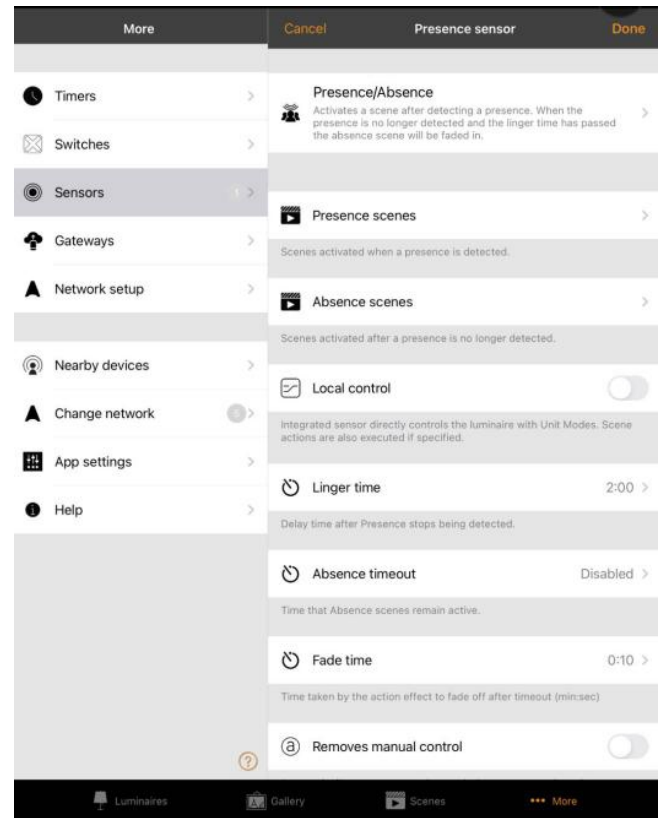 More
Timers
Switches
Sensors
1
Gateways
Network setup
Nearby devices
Change network
App settings
Help
Cancel
Presence sensor
Done
Presence/Absence
Activates a scene after detecting a presence. When the
presence is no longer detected and the linger time has passed
the absence scene will be faded in.
Presence scenes
Scenes activated when a presence is detected.
Absence scenes
Scenes activated after a presence is no longer detected.
Local control
Integrated sensor directly controls the luminaire with Unit Modes. Scene
actions are also executed if specified.
Linger time
2:00
Delay time after Presence stops being detected.
Absence timeout
Disabled
Time that Absence scenes remain active.
Fade time
0:10
Time taken by the action effect to fade off after timeout (min:sec)
a
Removes manual control
?
Luminaires
Gallery
Scenes
More